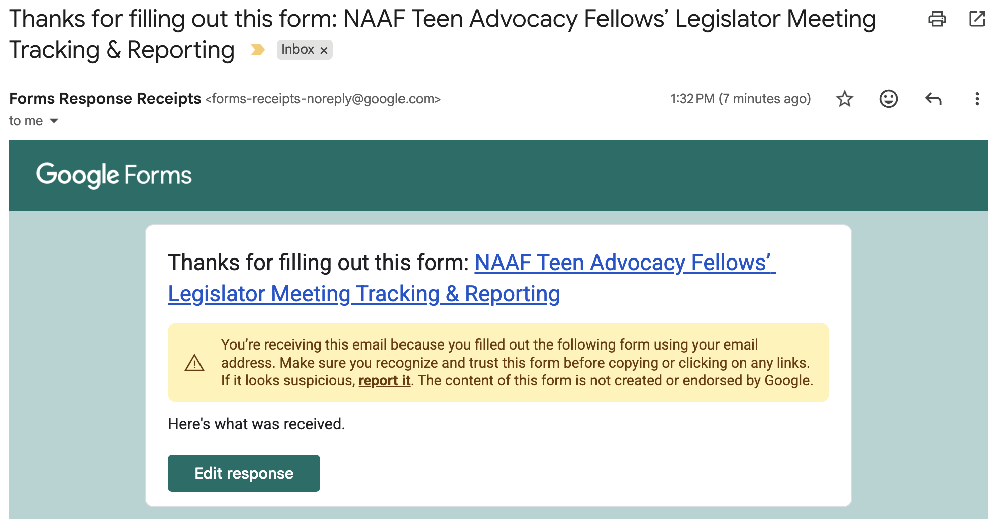 Thanks for filling out this form: NAAF Teen Advocacy Fellows’ Legislator Meeting
Tracking & Reporting Inbox ×
Forms Response Receipts <forms-receipts-noreply@google.com> 1:32 PM (7 minutes ago)
to me
Google Forms
Thanks for filling out this form: NAAF Teen Advocacy Fellows’
Legislator Meeting Tracking & Reporting
You’re receiving this email because you filled out the following form using your email
address. Make sure you recognize and trust this form before copying or clicking on any links.
If it looks suspicious, report it. The content of this form is not created or endorsed by Google.
Here's what was received.
Edit response